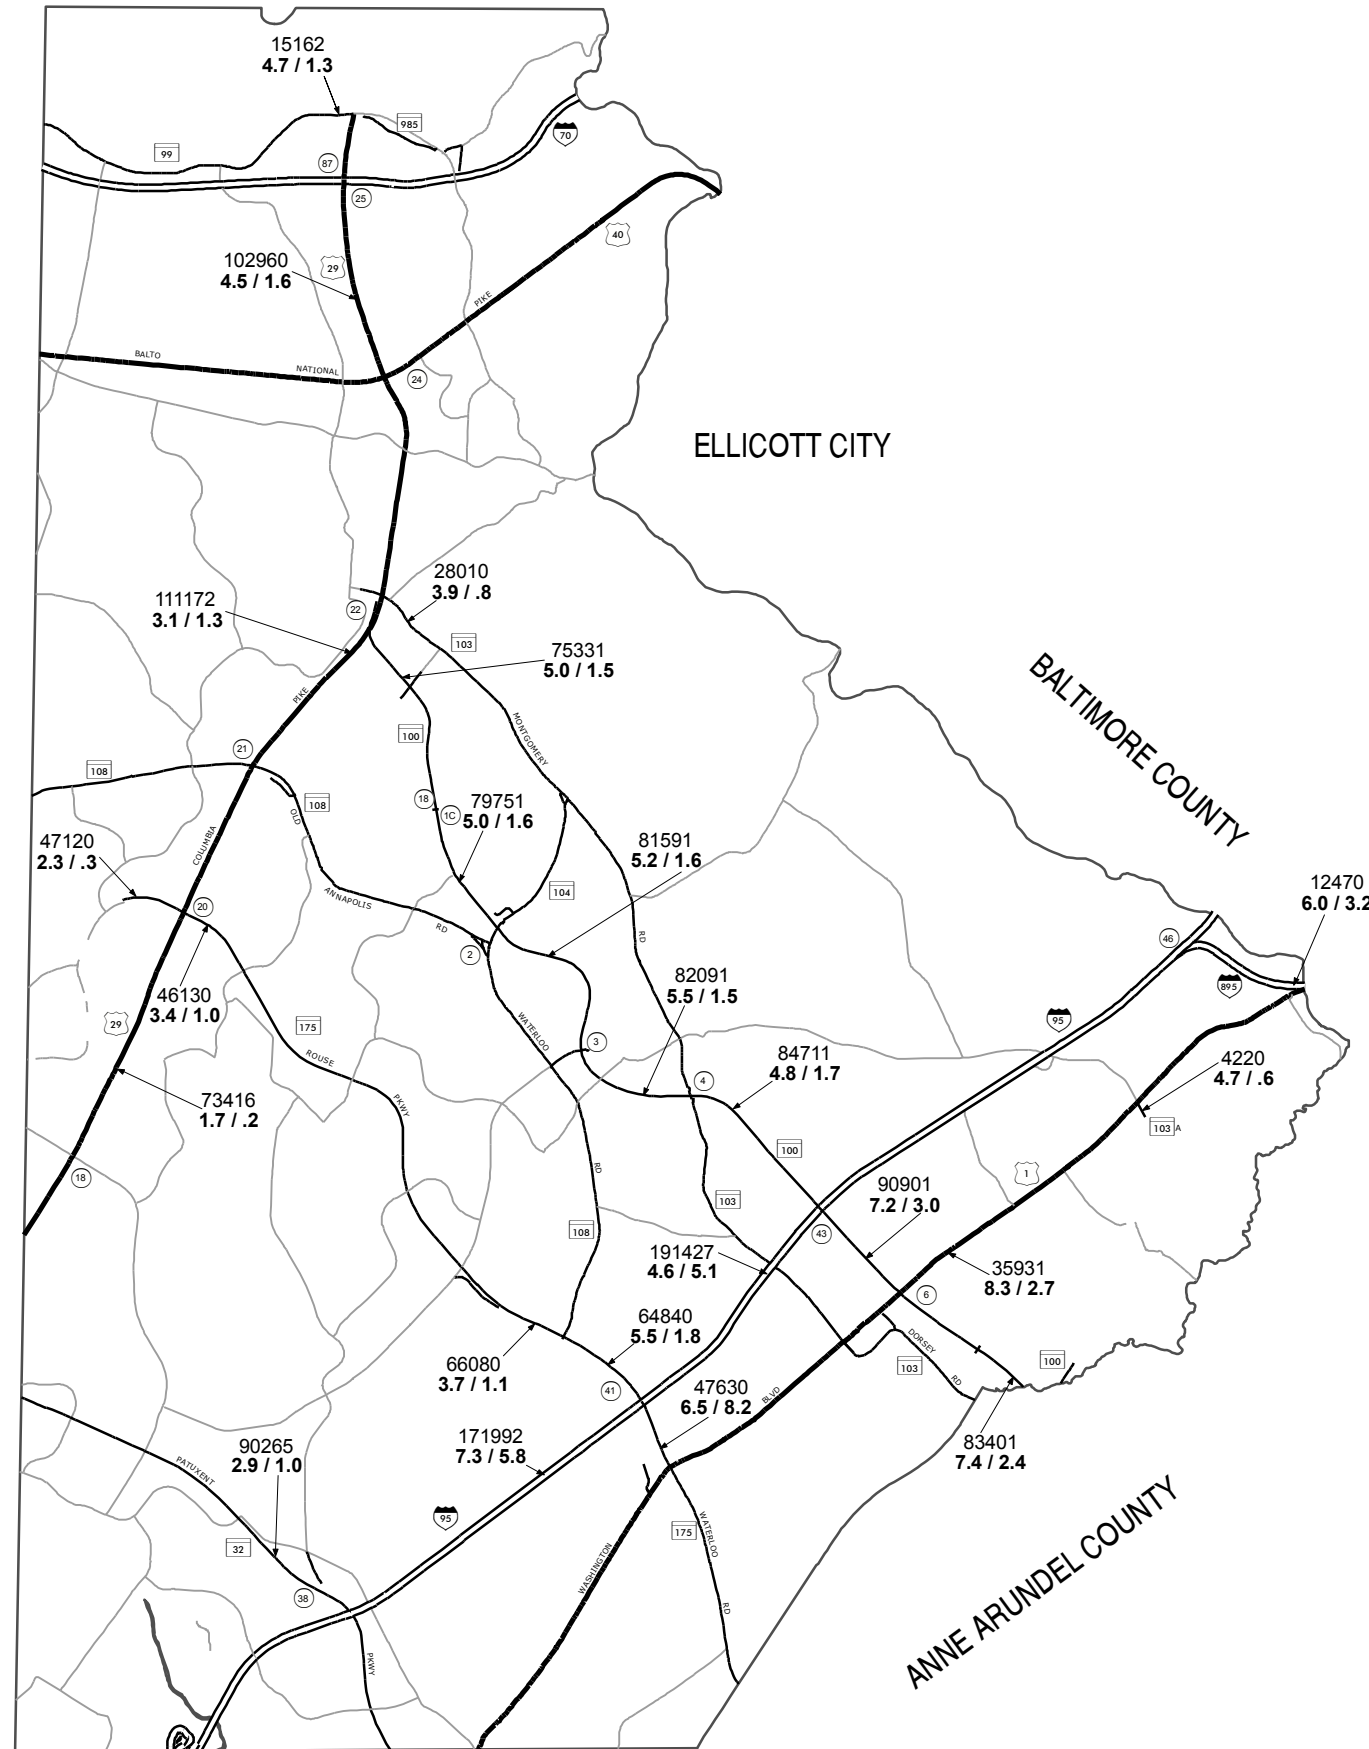 15162
4.7 / 1.3
985
70
99
87
25
40
102960
4.5 / 1.6
29
PIKE
BALTO
NATIONAL
24
ELLICOTT CITY
28010
3.9 / .8
111172
3.1 / 1.3
22
103
75331
5.0 / 1.5
BALTIMORE COUNTY
PIKE
MONTGOMERY
100
21
108
108
OLD
18
1C
79751
5.0 / 1.6
47120
2.3 / .3
COLUMBIA
81591
5.2 / 1.6
12470
6.0 / 3.2
104
ANNAPOLIS
RD
20
RD
46
2
82091
5.5 / 1.5
895
46130
3.4 / 1.0
29
175
WATERLOO
95
3
ROUSE
84711
4.8 / 1.7
4220
4.7 / .6
4
73416
1.7 / .2
PKWY
103 A
100
RD
1
18
90901
7.2 / 3.0
103
108
43
191427
4.6 / 5.1
35931
8.3 / 2.7
6
64840
5.5 / 1.8
DORSEY
RD
103
100
66080
3.7 / 1.1
41
47630
6.5 / 8.2
BLVD
171992
7.3 / 5.8
83401
7.4 / 2.4
90265
2.9 / 1.0
PATUXENT
95
32
175
WATERLOO
RD
WASHINGTON
38
PKWY
ANNE ARUNDEL COUNTY